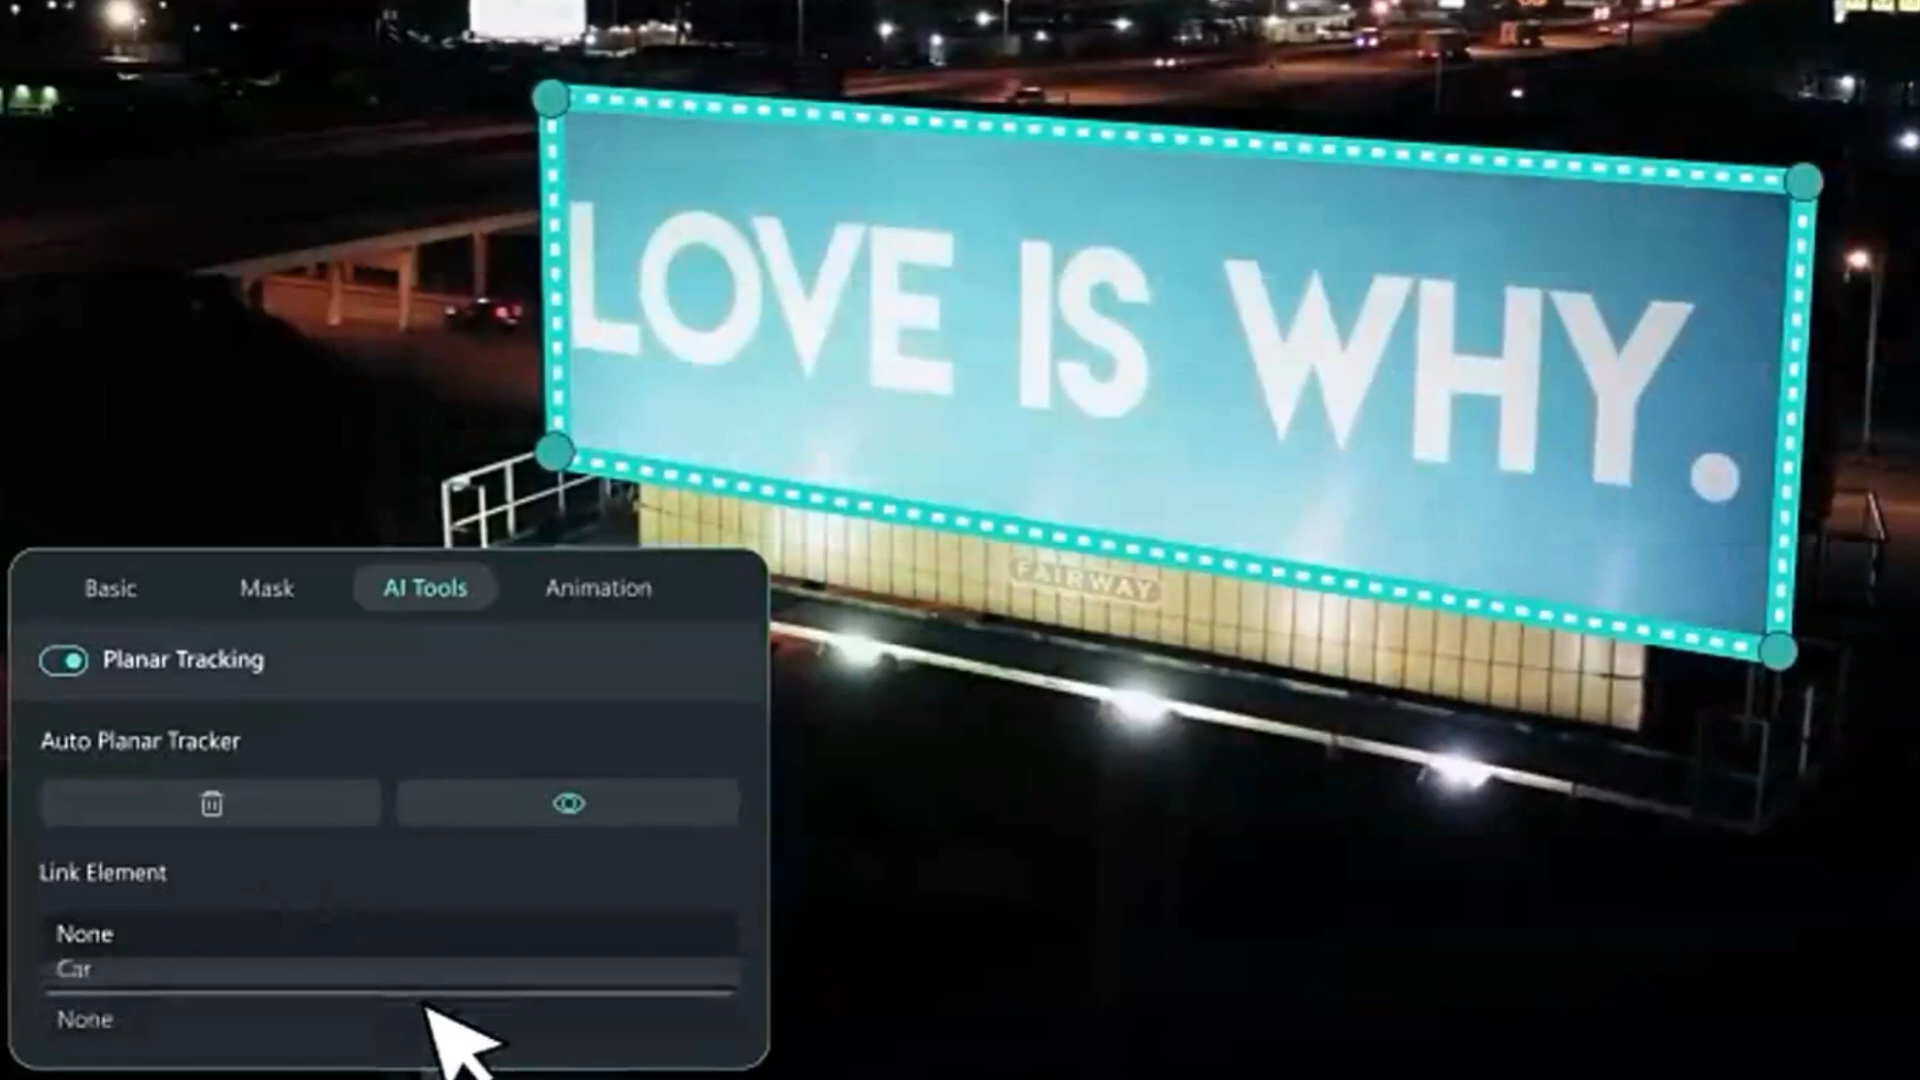 LOVE IS WHY.
FAIRWAY
Basic Mask AI Tools Animation
Planar Tracking
Auto Planar Tracker
Link Element
None
Car
None